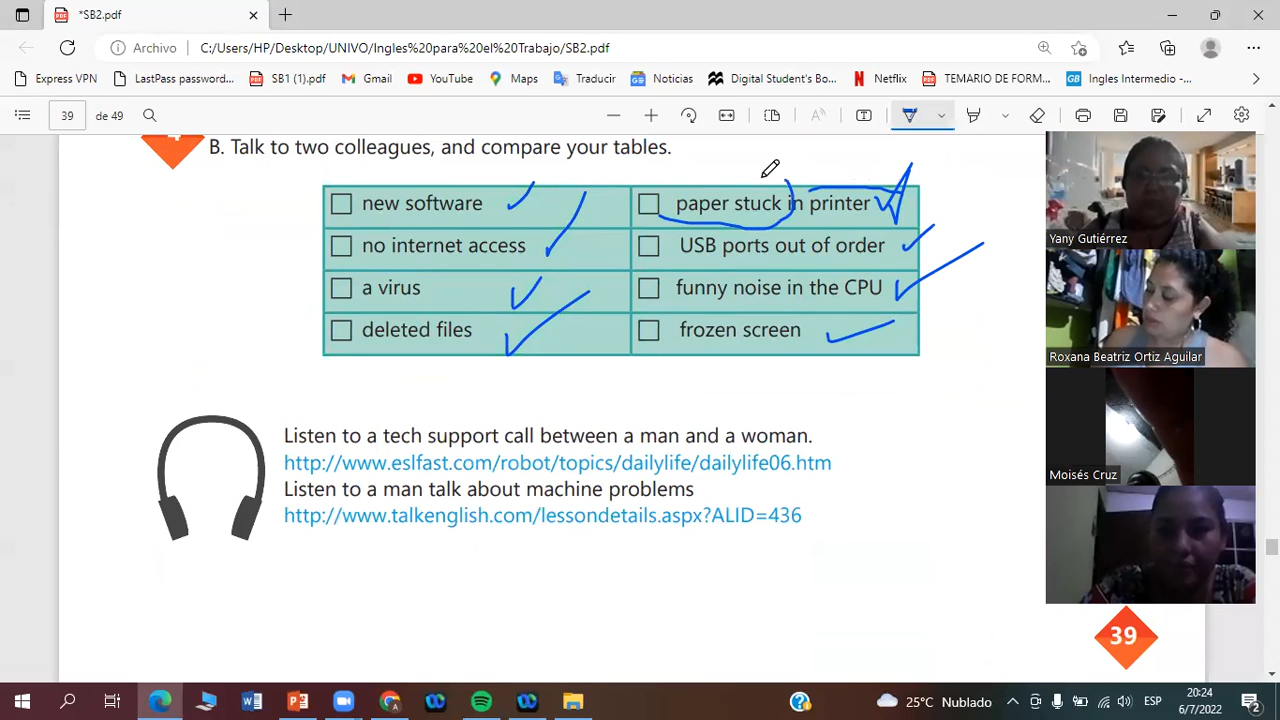 *SB2.pdf
Archivo
C:/Users/HP/Desktop/UNIVO/Ingles%20para%20el%20Trabajo/SB2.pdf
Express VPN
LastPass password...
SB1 (1).pdf
Gmail
YouTube
Maps
Traducir
Noticias
Digital Student's Bo...
Netflix
TEMARIO DE FORM...
Ingles Intermedio -...
39
de 49
B. Talk to two colleagues, and compare your tables.
new software
paper stuck in printer
no internet access
USB ports out of order
a virus
funny noise in the CPU
deleted files
frozen screen
Listen to a tech support call between a man and a woman.
http://www.eslfast.com/robot/topics/dailylife/dailylife06.htm
Listen to a man talk about machine problems
http://www.talkenglish.com/lessondetails.aspx?ALID=436
39
Yany Gutiérrez
Roxana Beatriz Ortiz Aguilar
Moisés Cruz
25°C Nublado
ESP
20:24
6/7/2022
2